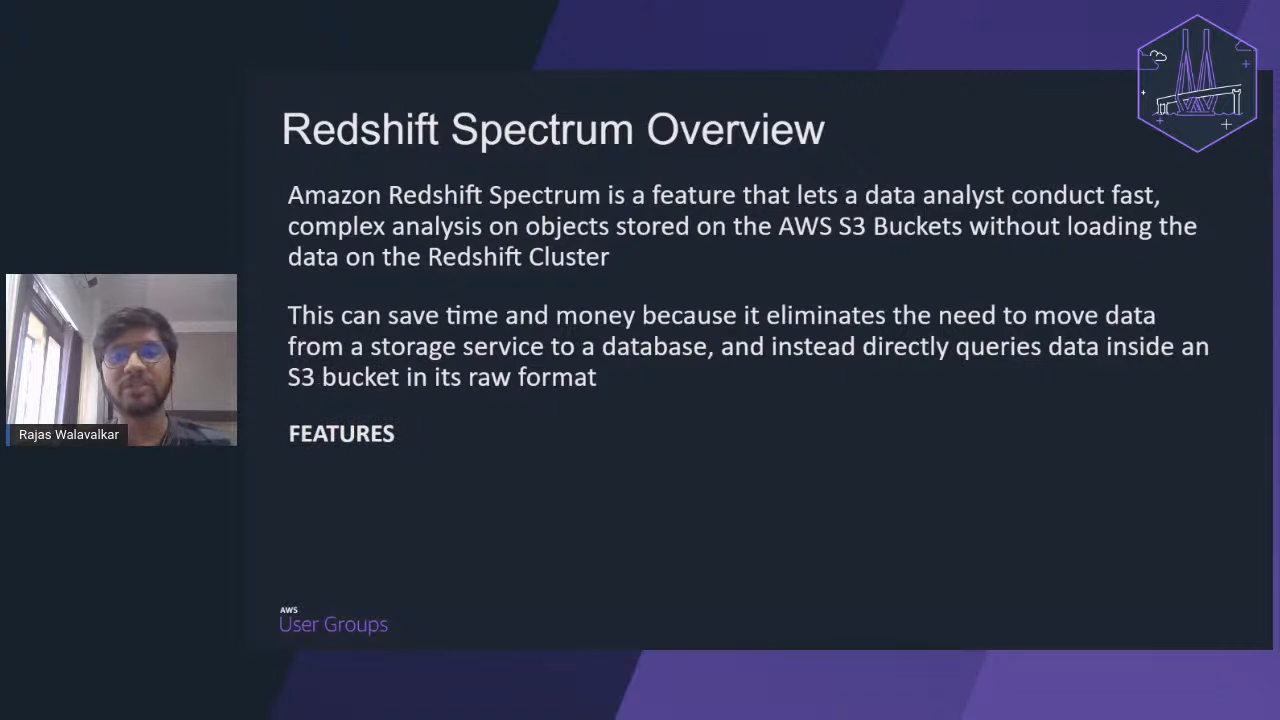 Redshift Spectrum Overview
Amazon Redshift Spectrum is a feature that lets a data analyst conduct fast,
complex analysis on objects stored on the AWS S3 Buckets without loading the
data on the Redshift Cluster
This can save time and money because it eliminates the need to move data
from a storage service to a database, and instead directly queries data inside an
S3 bucket in its raw format
FEATURES
Rajas Walavalkar
AWS
User Groups